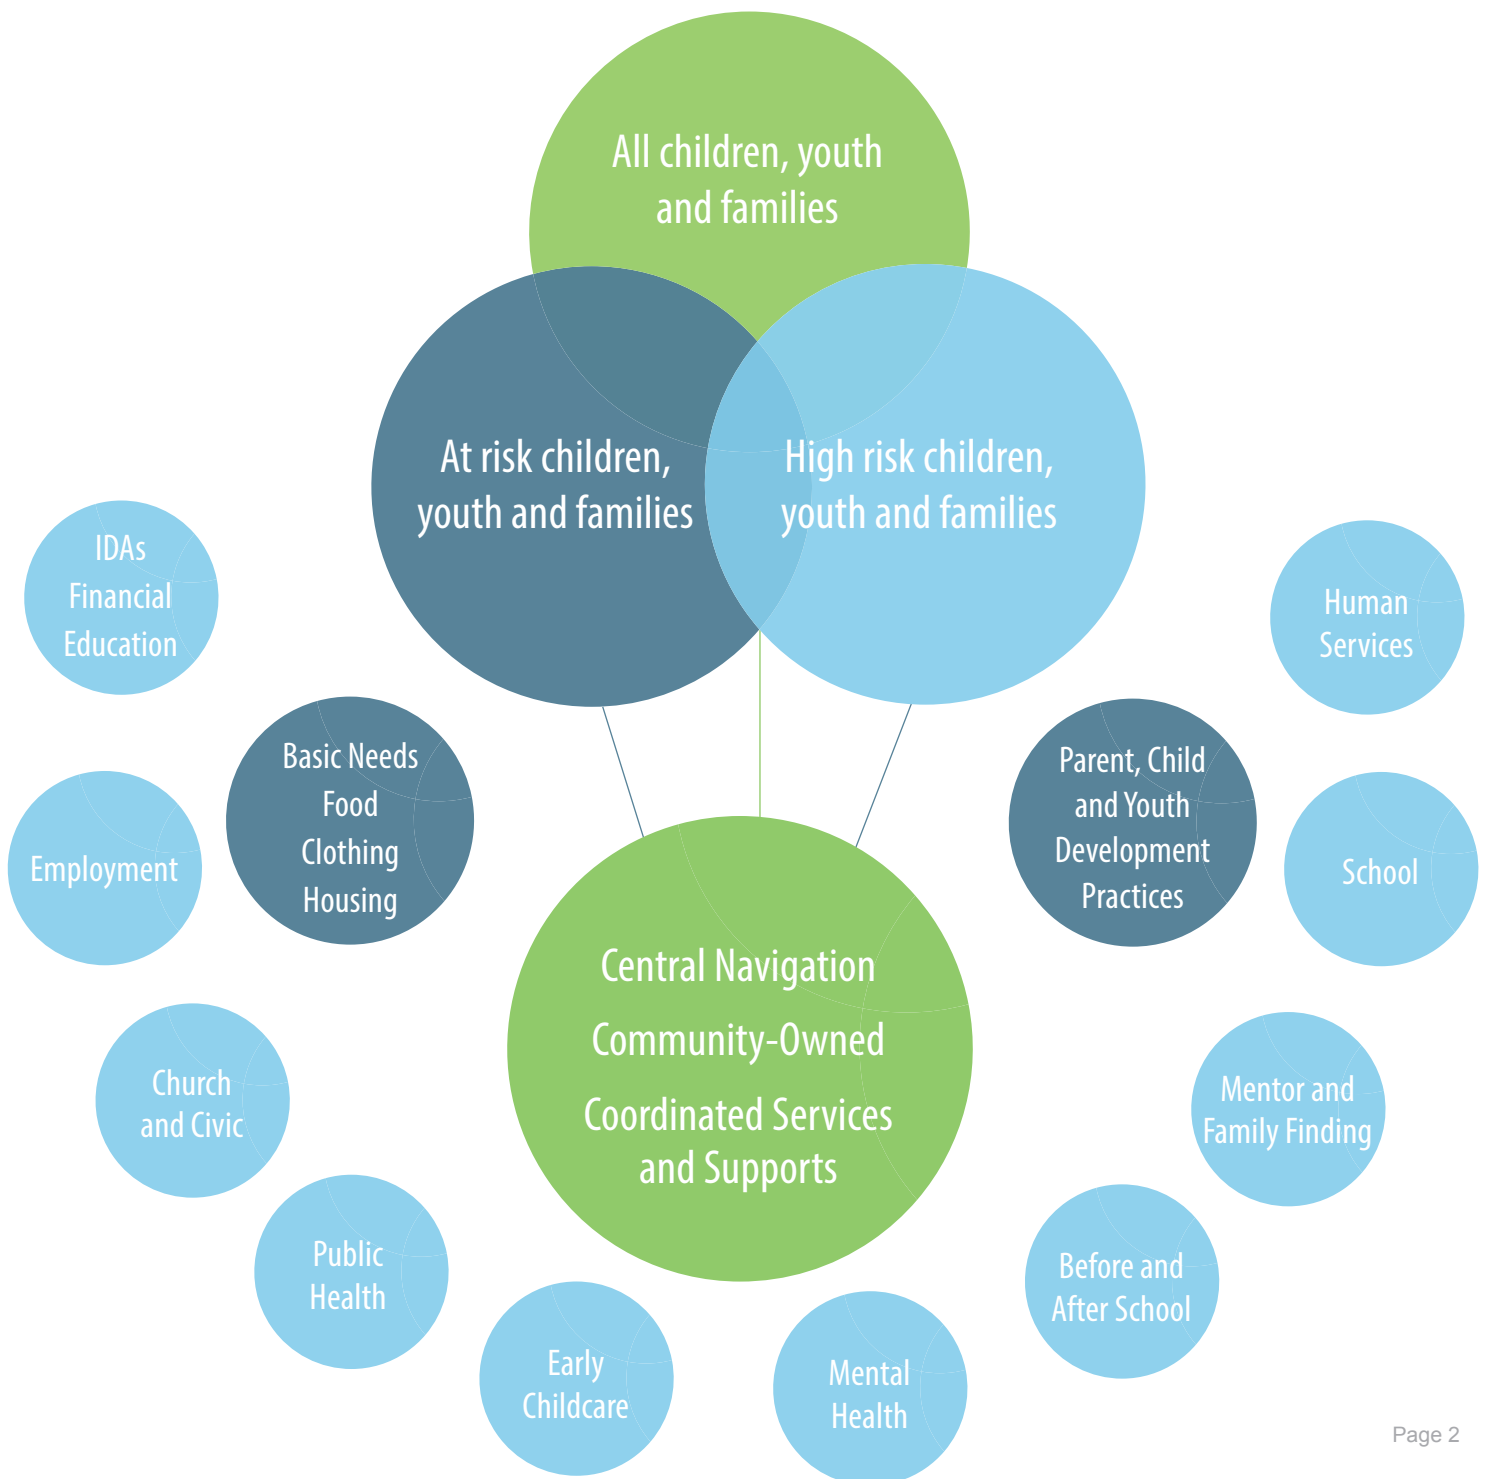 All children, youth
and families
At risk children,
youth and families
High risk children,
youth and families
IDAs
Financial
Education
Human
Services
Basic Needs
Food
Clothing
Housing
Parent, Child
and Youth
Development
Practices
Employment
School
Central Navigation
Community-Owned
Coordinated Services
and Supports
Church
and Civic
Mentor and
Family Finding
Public
Health
Before and
After School
Early
Childcare
Mental
Health
Page 2